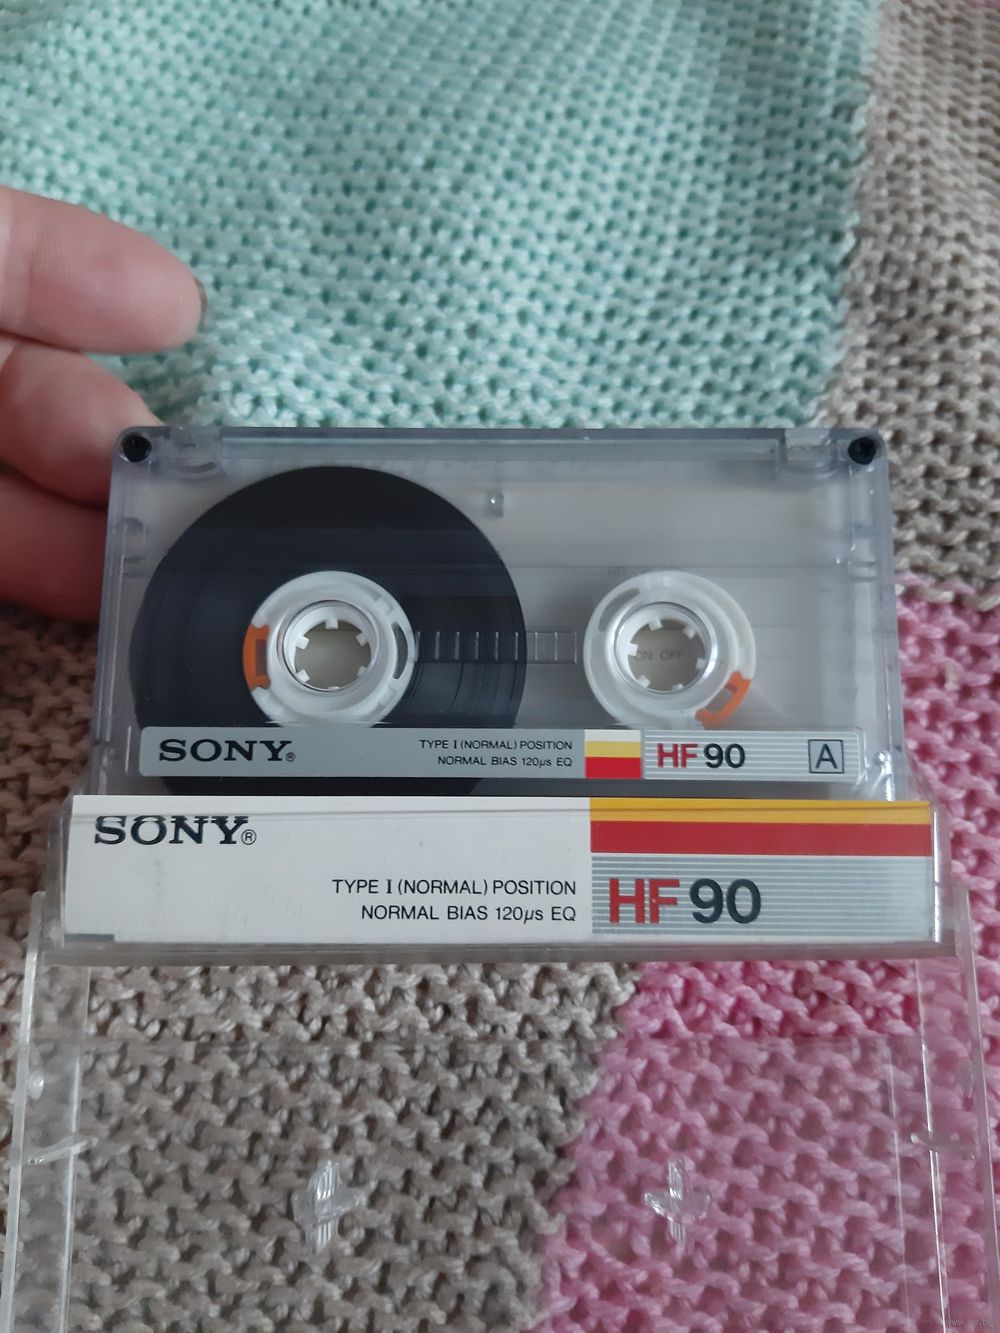 ON OFF
SONY®
TYPE I (NORMAL) POSITION
NORMAL BIAS 120µs EQ
HF 90
A
SONY®
TYPE I (NORMAL) POSITION
NORMAL BIAS 120µs EQ
HF 90